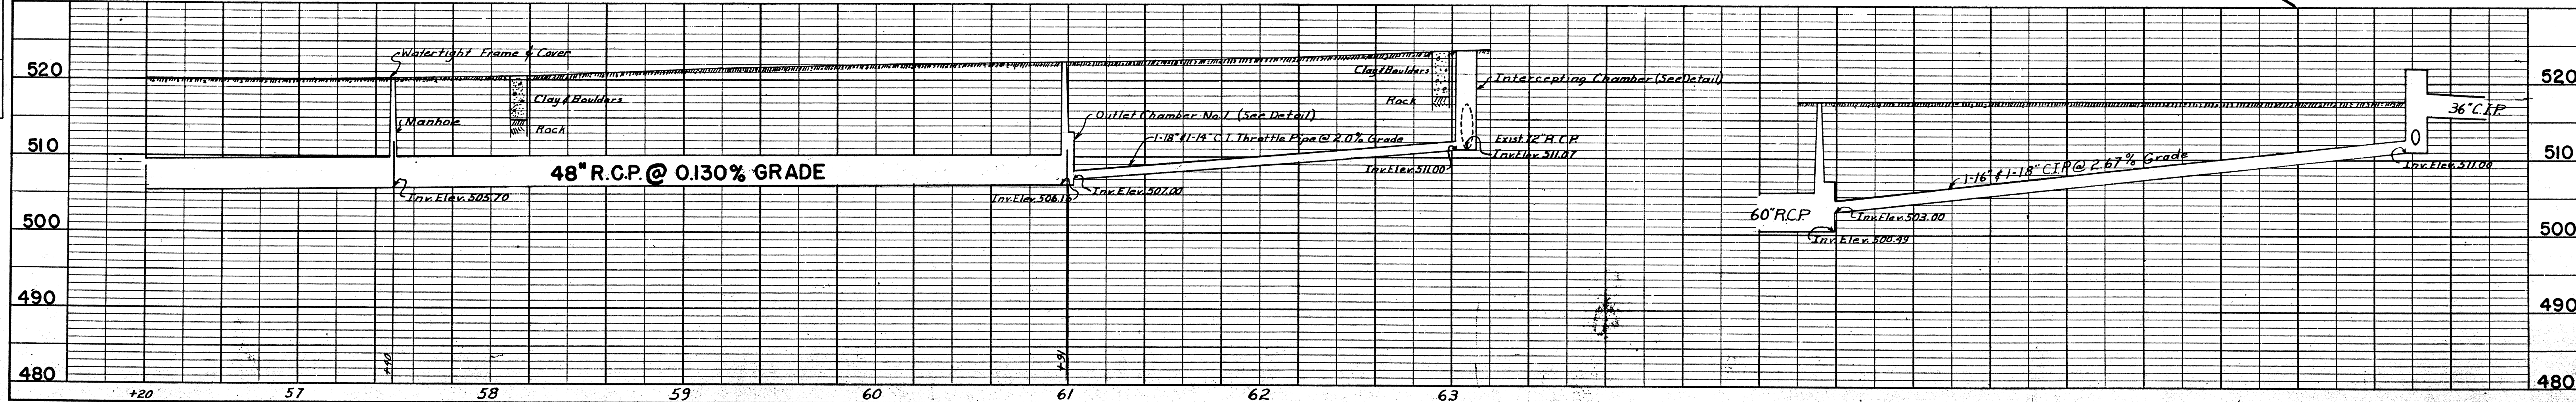 Watertight Frame & Cover
520
520
Clay & Boulders
Intercepting Chamber (See Detail)
Clay & Boulders
Rock
36" C.I.P.
Manhole
Rock
Outlet Chamber No. 1 (See Detail)
1-18" & 1-14" C.I. Throttle Pipe @ 2.0% Grade
Exist. 72" R.C.P.
Inv. Elev. 511.07
510
510
48" R.C.P. @ 0.130% GRADE
Inv. Elev. 511.00
1-16" & 1-18" C.I.P. @ 2.67% Grade
Inv. Elev. 511.00
Inv. Elev. 505.70
Inv. Elev. 506.16
Inv. Elev. 507.00
60" R.C.P.
Inv. Elev. 503.00
500
500
Inv. Elev. 500.49
490
490
+40
+91
480
480
+20
57
58
59
60
61
62
63